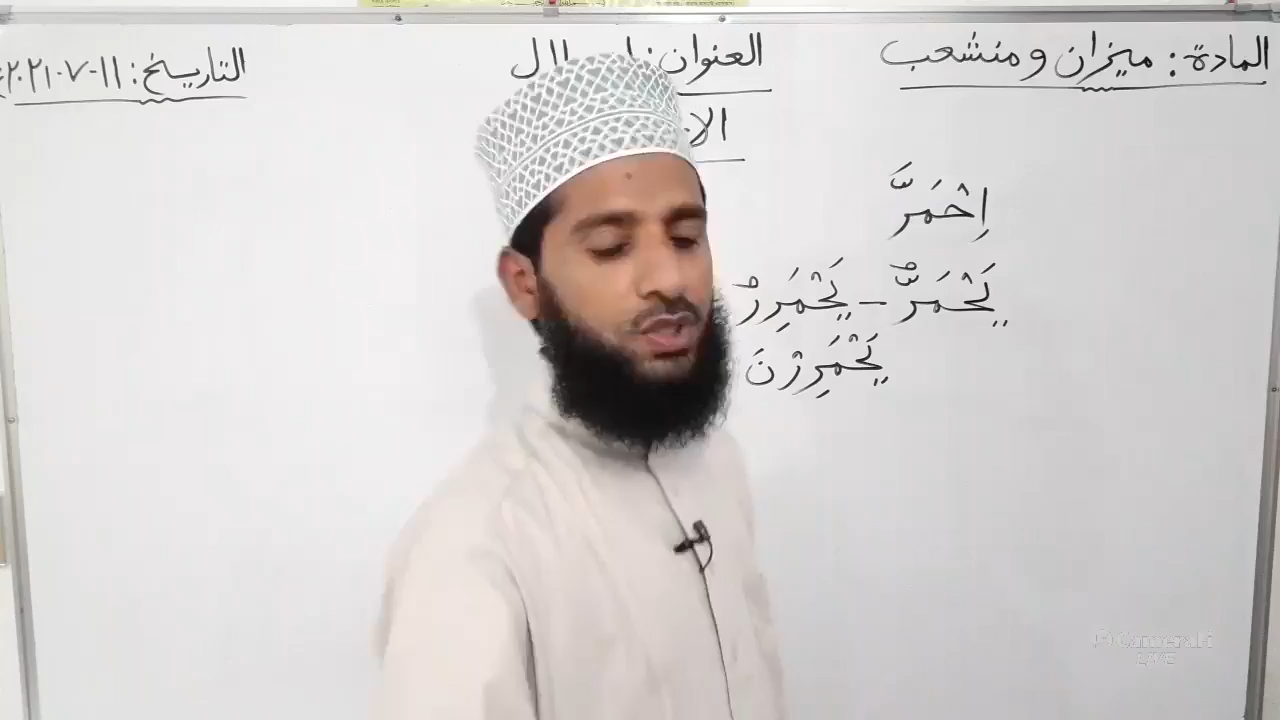 المادة: ميزان ومنشعب
العنوان:
التاريخ: ١١-٧-٢٠٢١
اِحْمَرَّ
يَحْمَرُّ - يَحْمَرِرْ
يَحْمَرِرْنَ